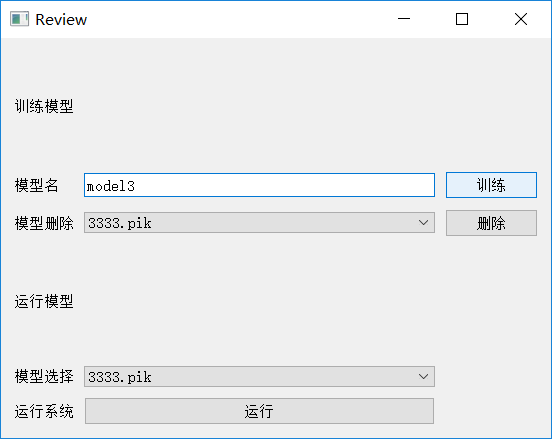 Review
训练模型
模型名 model3 训练
模型删除 3333.pik 删除
运行模型
模型选择 3333.pik
运行系统 运行